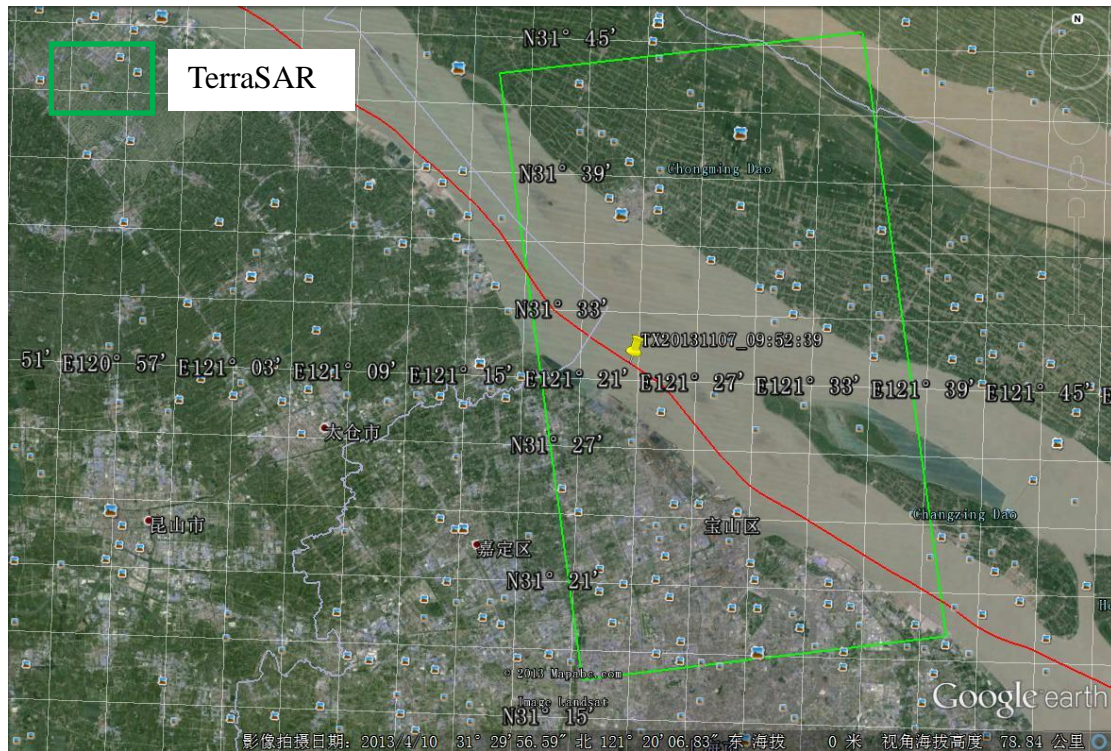 N
N31° 45'
TerraSAR
Chongming Dao
N31° 39'
N31° 33'
TX20131107_09:52:39
51' E120° 57' E121° 03' E121° 09' E121° 15' E121° 21' E121° 27' E121° 33' E121° 39' E121° 45' E
太仓市
N31° 27'
Changxing Dao
昆山市
宝山区
嘉定区
N31° 21'
© 2013 Mapabc.com
Image Landsat
Google earth
N31° 15'
影像拍摄日期: 2013/4/10 31° 29'56.59" 北 121° 20'06.83" 东 海拔 0 米 视角海拔高度 78.84 公里